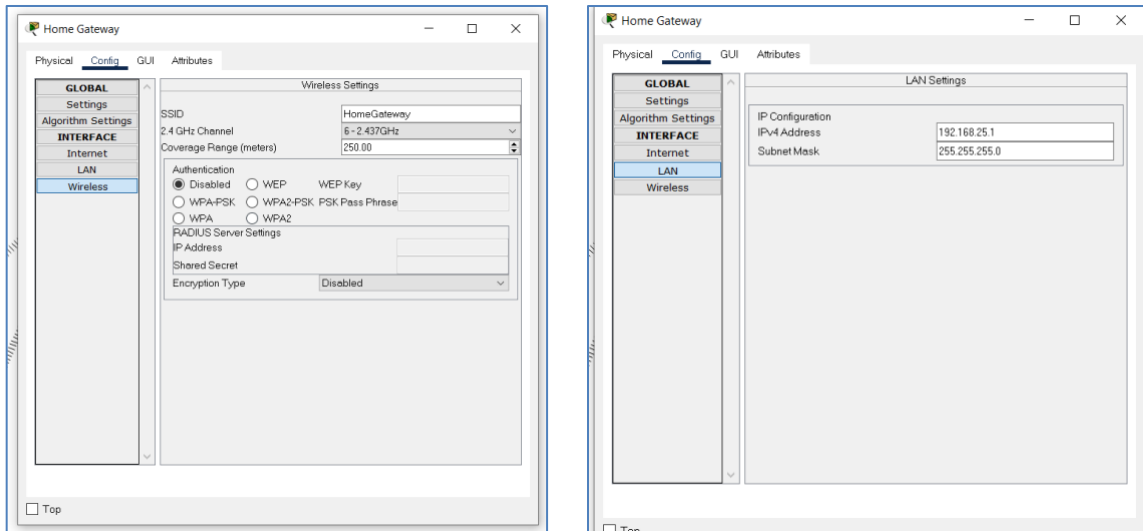 Home Gateway
Physical Config GUI Attributes
GLOBAL
Settings
Algorithm Settings
INTERFACE
Internet
LAN
Wireless
Wireless Settings
SSID HomeGateway
2.4 GHz Channel 6 - 2.437GHz
Coverage Range (meters) 250.00
Authentication
Disabled WEP WEP Key
WPA-PSK WPA2-PSK PSK Pass Phrase
WPA WPA2
RADIUS Server Settings
IP Address
Shared Secret
Encryption Type Disabled
Top
Home Gateway
Physical Config GUI Attributes
GLOBAL
Settings
Algorithm Settings
INTERFACE
Internet
LAN
Wireless
LAN Settings
IP Configuration
IPv4 Address 192.168.25.1
Subnet Mask 255.255.255.0
Top